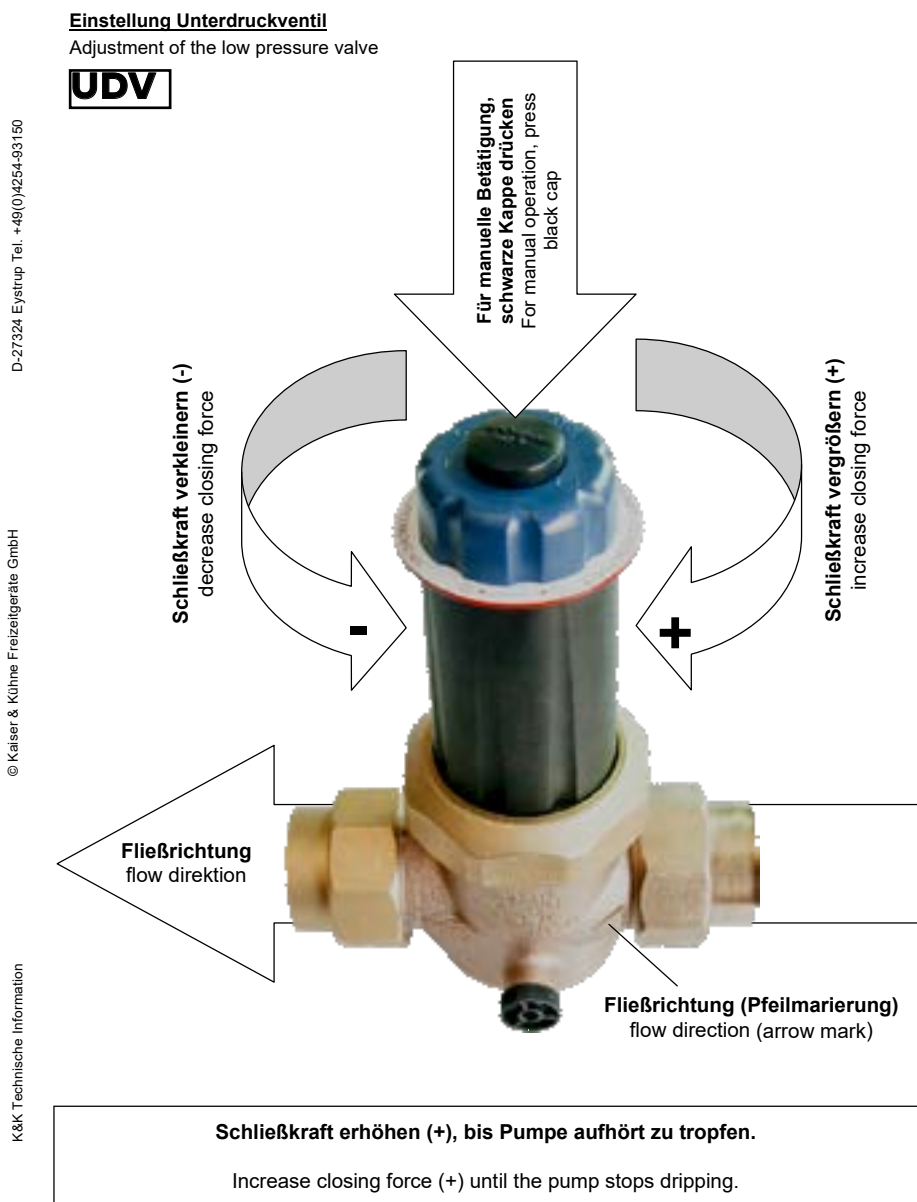 Einstellung Unterdruckventil
Adjustment of the low pressure valve
UDV
Für manuelle Betätigung,
schwarze Kappe drücken
For manual operation, press
black cap
Schließkraft verkleinern (-)
decrease closing force
Schließkraft vergrößern (+)
increase closing force
-
+
Fließrichtung
flow direktion
Fließrichtung (Pfeilmarierung)
flow direction (arrow mark)
Schließkraft erhöhen (+), bis Pumpe aufhört zu tropfen.
Increase closing force (+) until the pump stops dripping.
K&K Technische Information
© Kaiser & Kühne Freizeitgeräte GmbH
D-27324 Eystrup Tel. +49(0)4254-93150